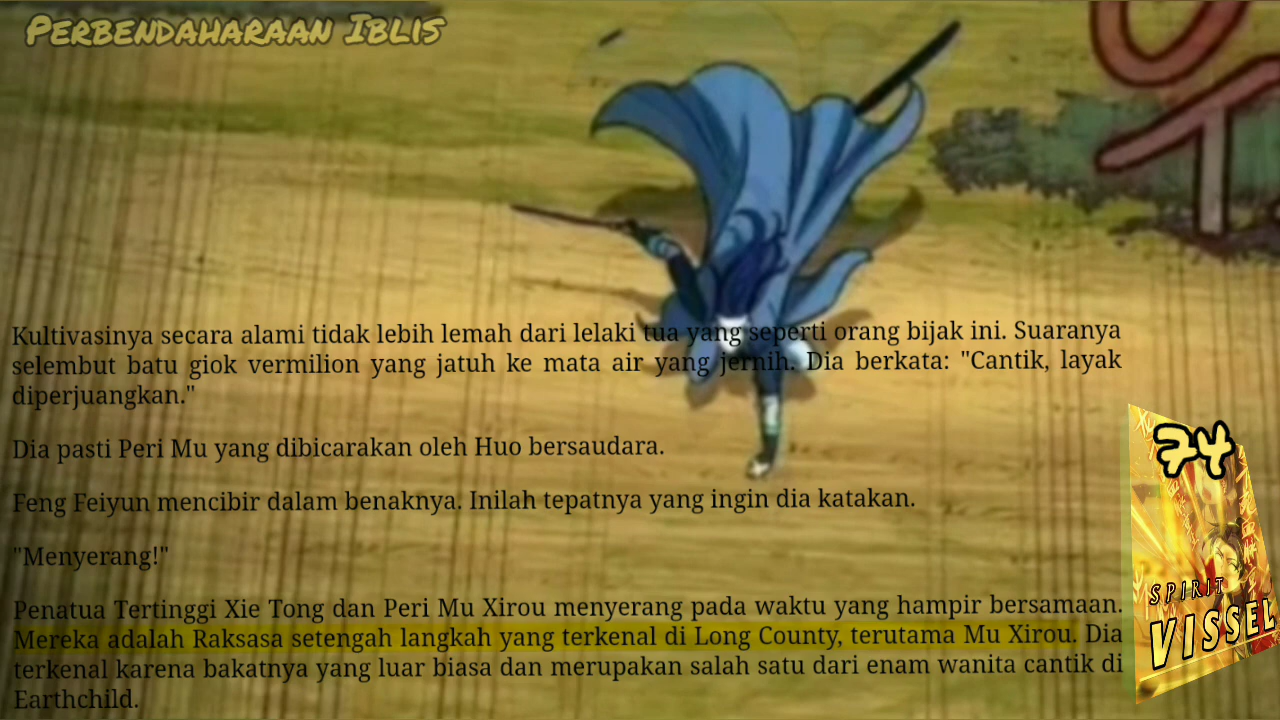 Perbendaharaan Iblis
Kultivasinya secara alami tidak lebih lemah dari lelaki tua yang seperti orang bijak ini. Suaranya
selembut batu giok vermilion yang jatuh ke mata air yang jernih. Dia berkata: "Cantik, layak
diperjuangkan."
Dia pasti Peri Mu yang dibicarakan oleh Huo bersaudara.
Feng Feiyun mencibir dalam benaknya. Inilah tepatnya yang ingin dia katakan.
"Menyerang!"
Penatua Tertinggi Xie Tong dan Peri Mu Xirou menyerang pada waktu yang hampir bersamaan.
Mereka adalah Raksasa setengah langkah yang terkenal di Long County, terutama Mu Xirou. Dia
terkenal karena bakatnya yang luar biasa dan merupakan salah satu dari enam wanita cantik di
Earthchild.
74
SPIRIT
VISSEL